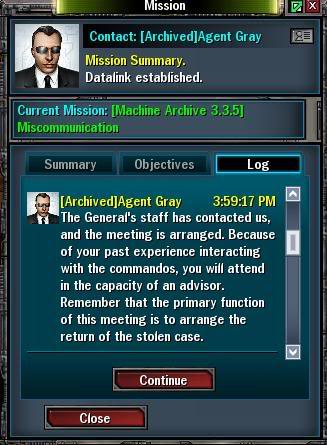 Mission
Contact: [Archived]Agent Gray
Mission Summary.
Datalink established.
Current Mission: [Machine Archive 3.3.5]
Miscommunication
Summary Objectives Log
[Archived]Agent Gray 3:59:17 PM
The General's staff has contacted us,
and the meeting is arranged. Because
of your past experience interacting
with the commandos, you will attend
in the capacity of an advisor.
Remember that the primary function
of this meeting is to arrange the
return of the stolen case.
Continue
Close